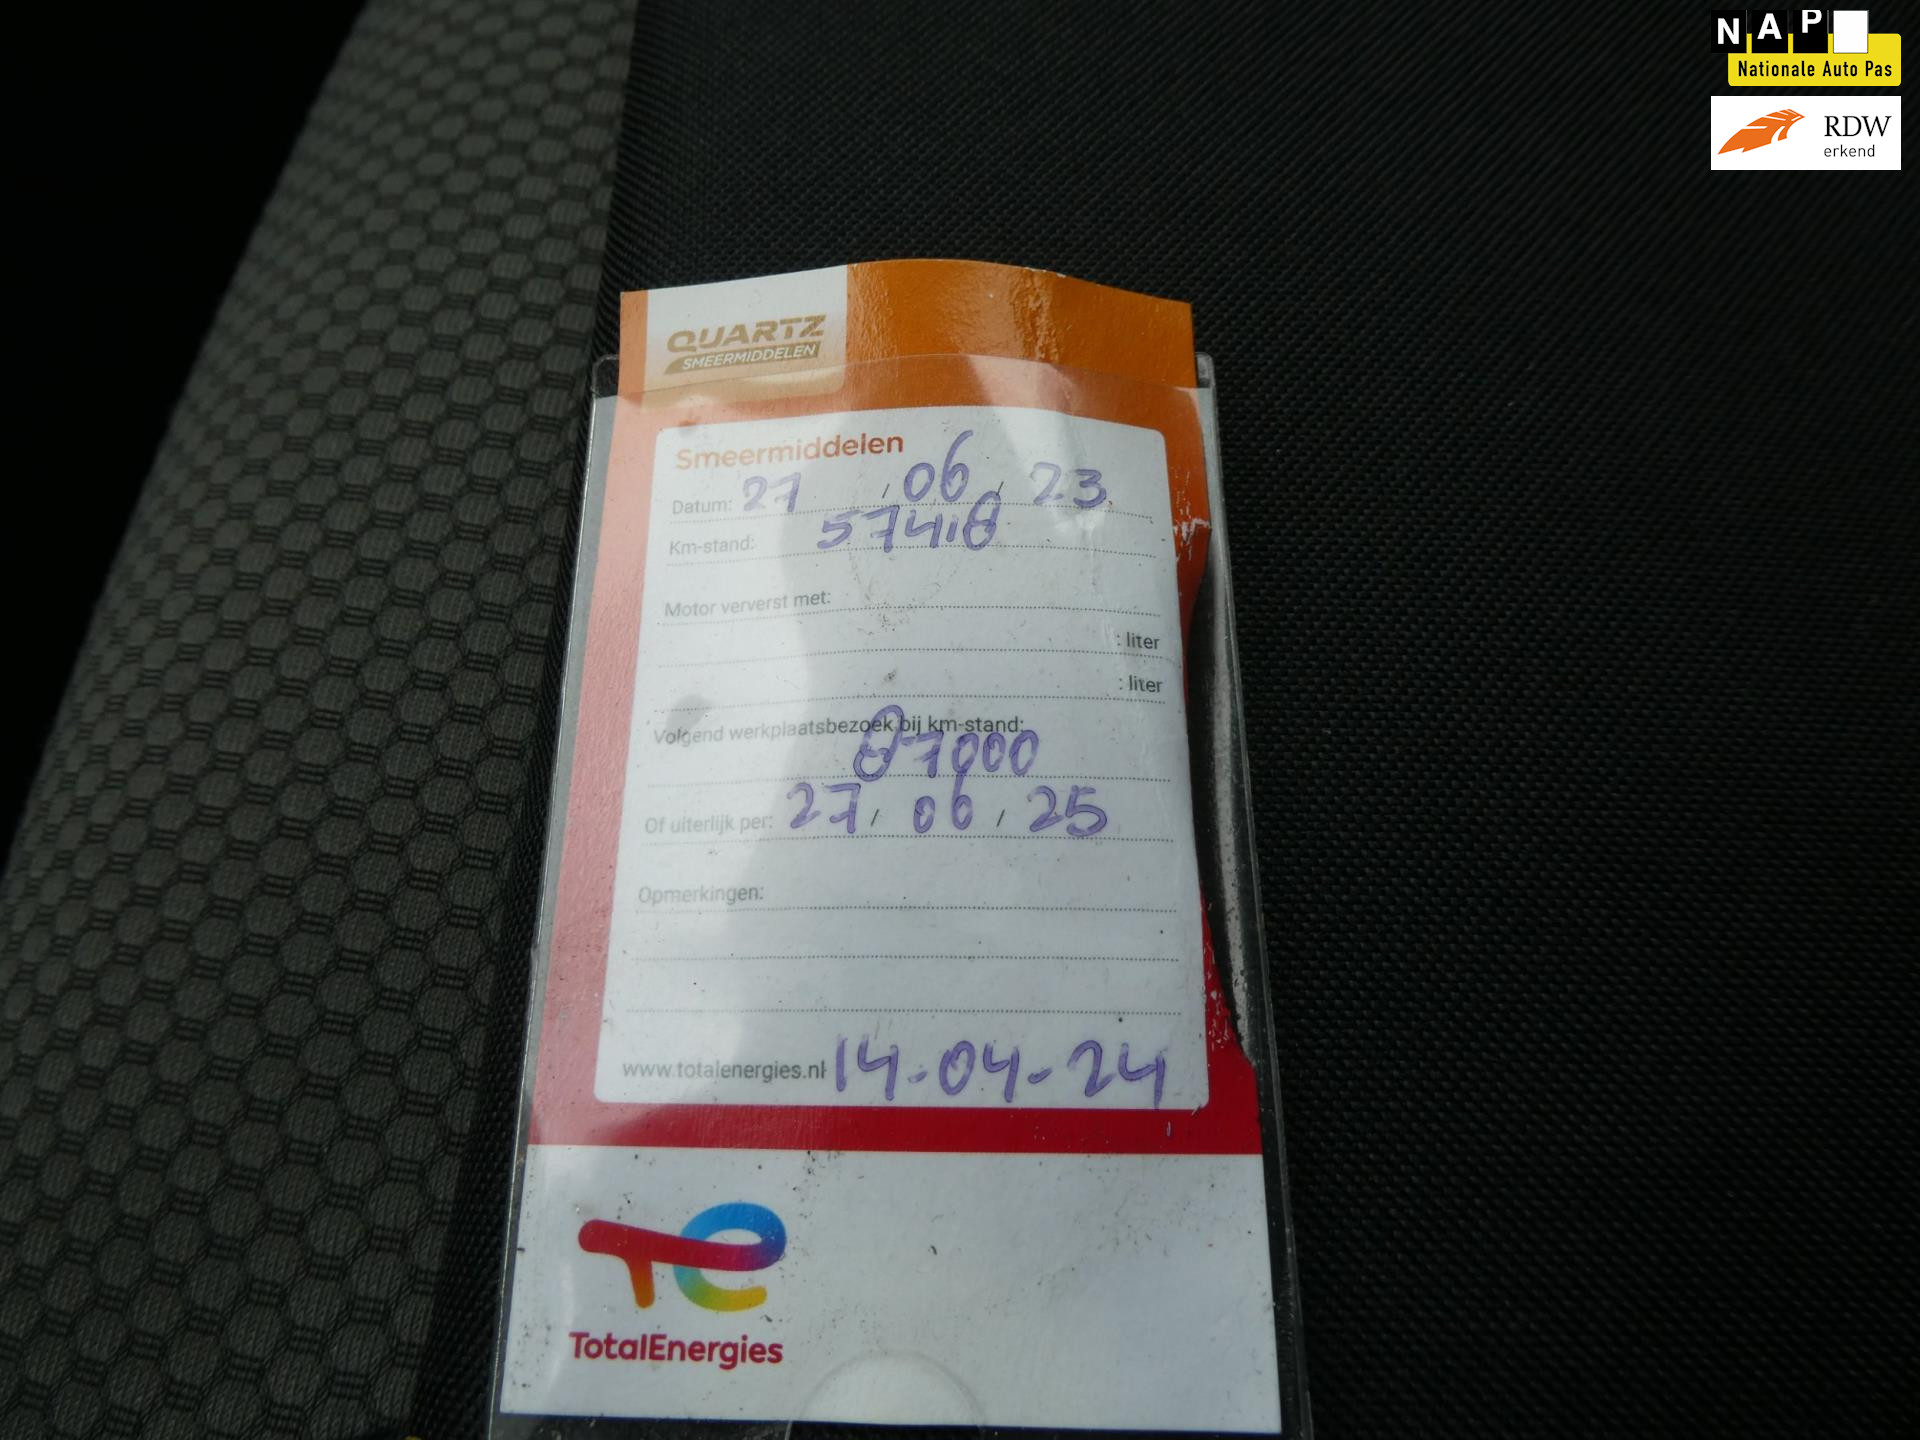 NAP
Nationale Auto Pas
RDW
erkend
QUARTZ
SMEERMIDDELEN
Smeermiddelen
Datum: 27 / 06 / 23
Km-stand: 57418
Motor ververst met:
: liter
: liter
Volgend werkplaatsbezoek bij km-stand:
87000
Of uiterlijk per: 27 / 06 / 25
Opmerkingen:
www.totalenergies.nl 14-04-24
TotalEnergies